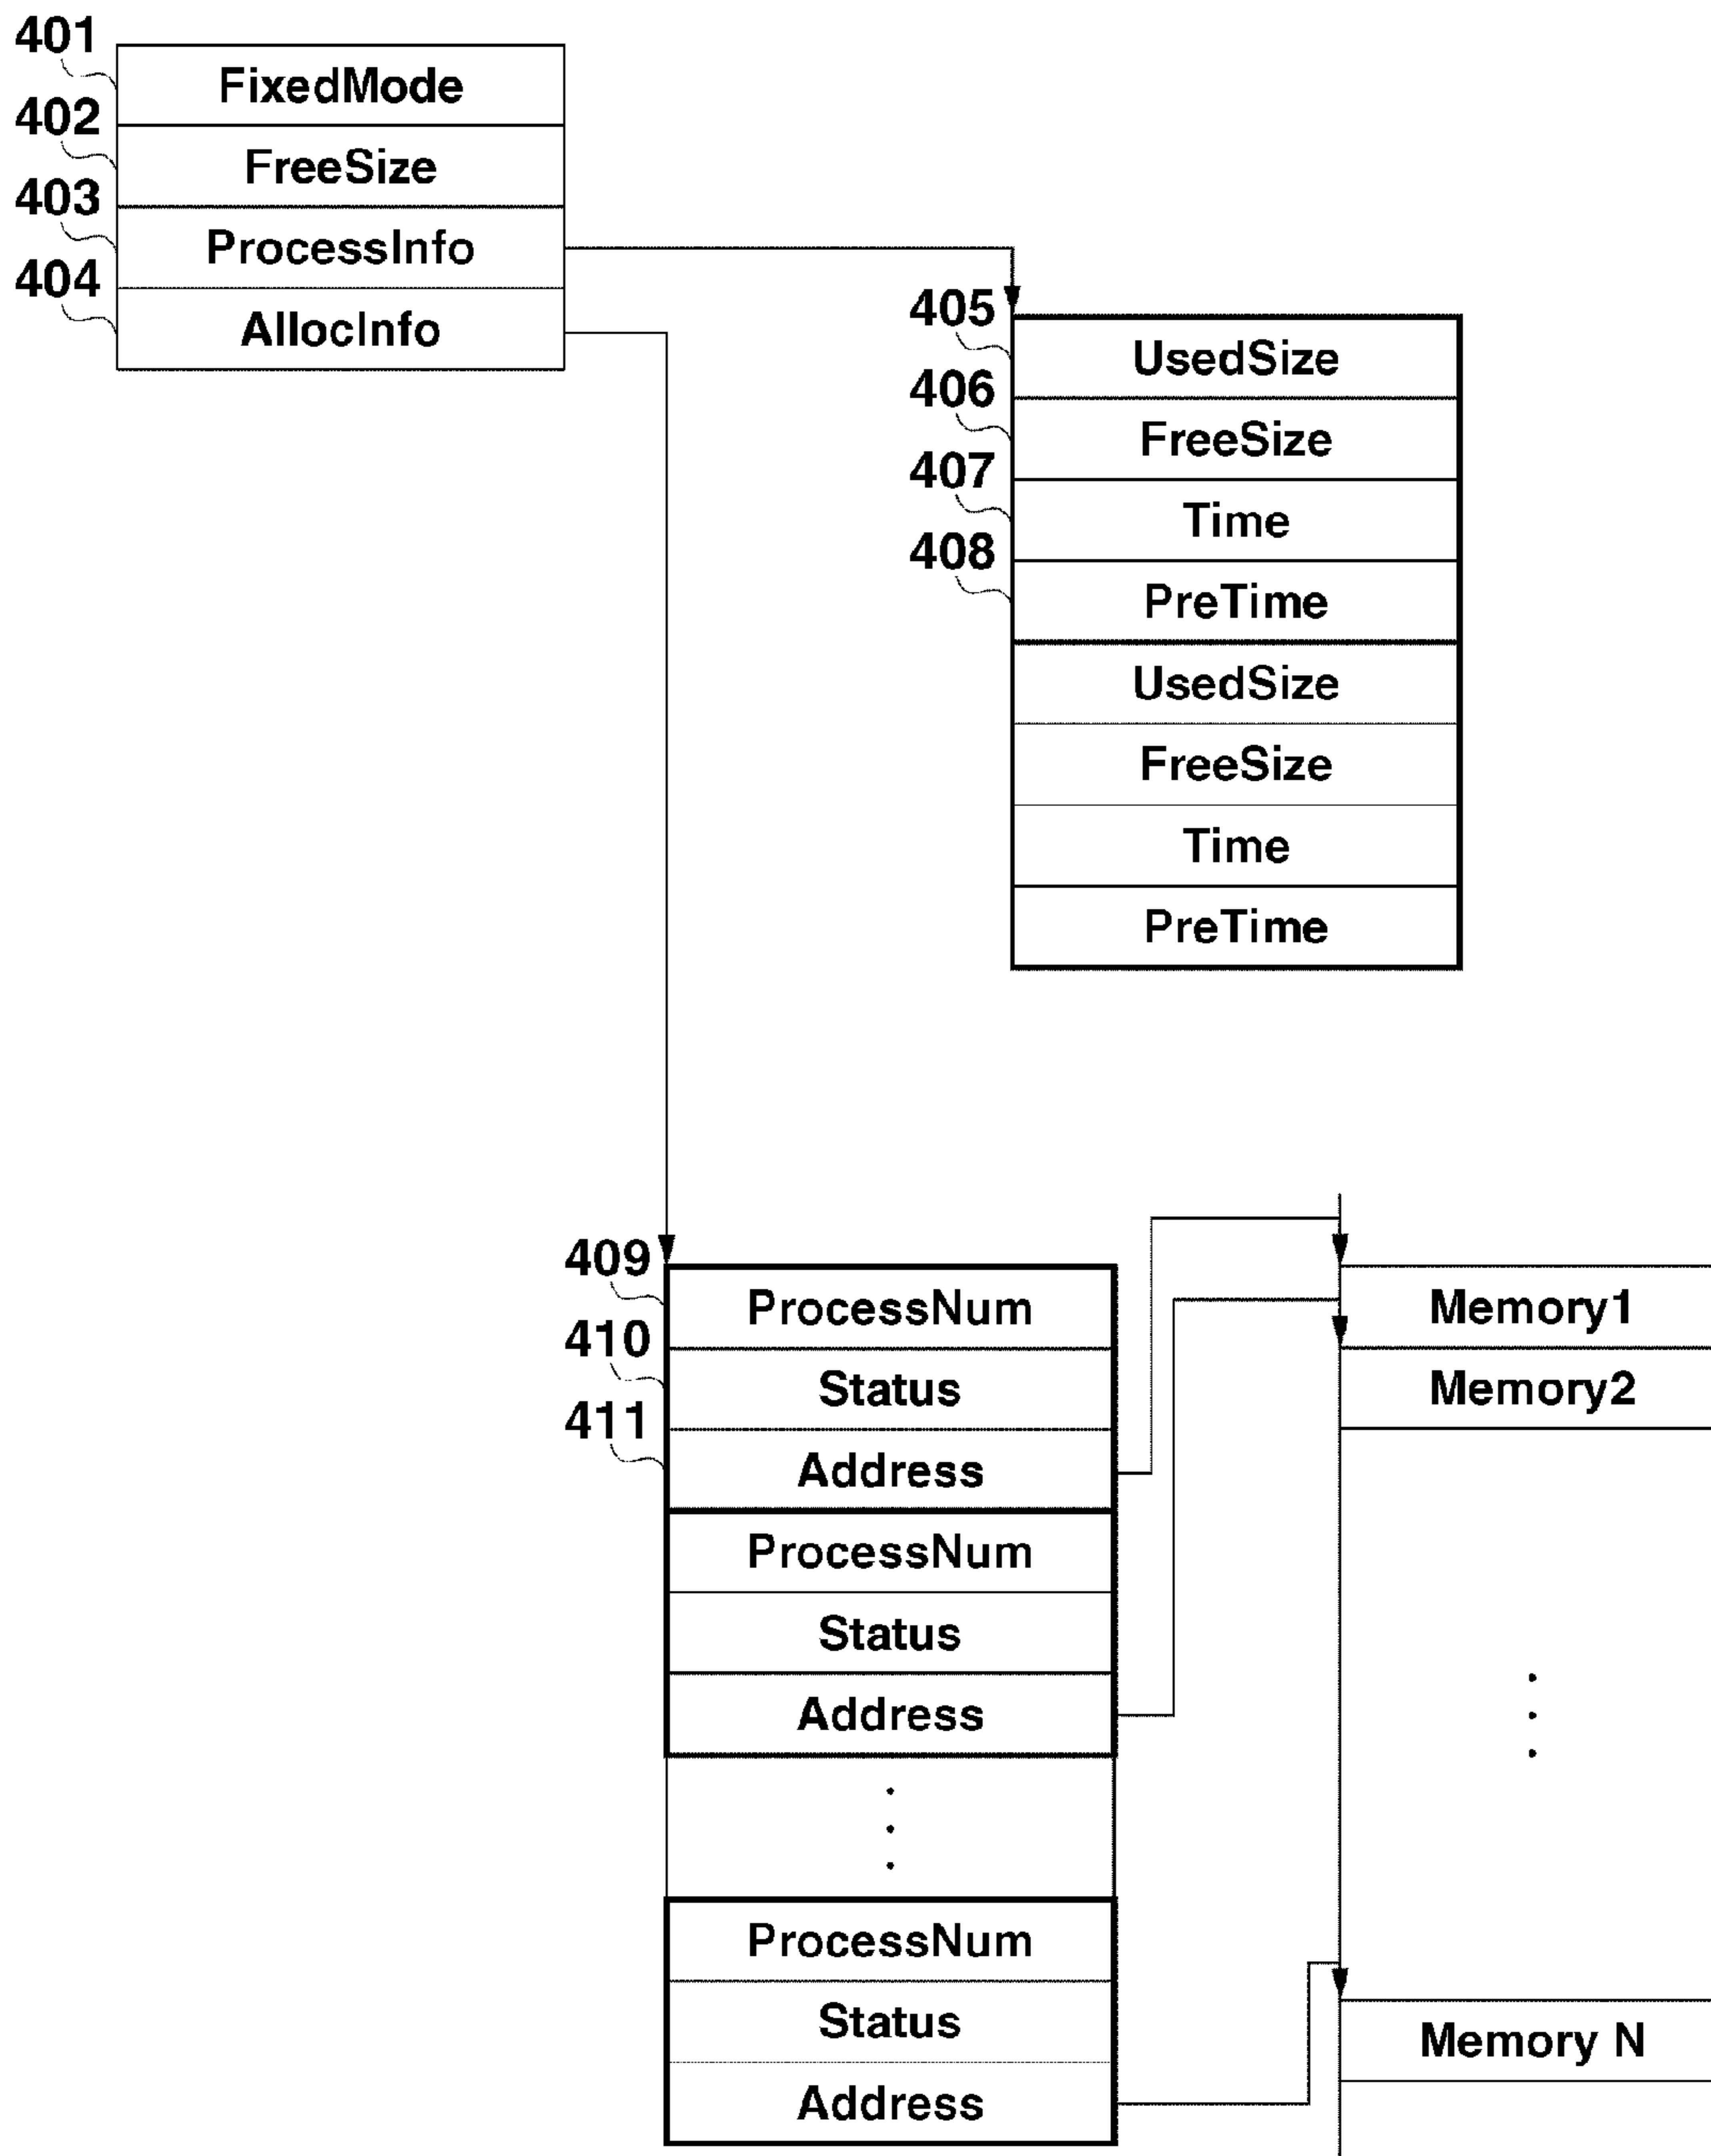 401
FixedMode
402
FreeSize
403
ProcessInfo
404
AllocInfo
405
UsedSize
406
FreeSize
407
Time
408
PreTime
UsedSize
FreeSize
Time
PreTime
409
ProcessNum
410
Status
411
Address
ProcessNum
Status
Address
ProcessNum
Status
Address
Memory1
Memory2
Memory N